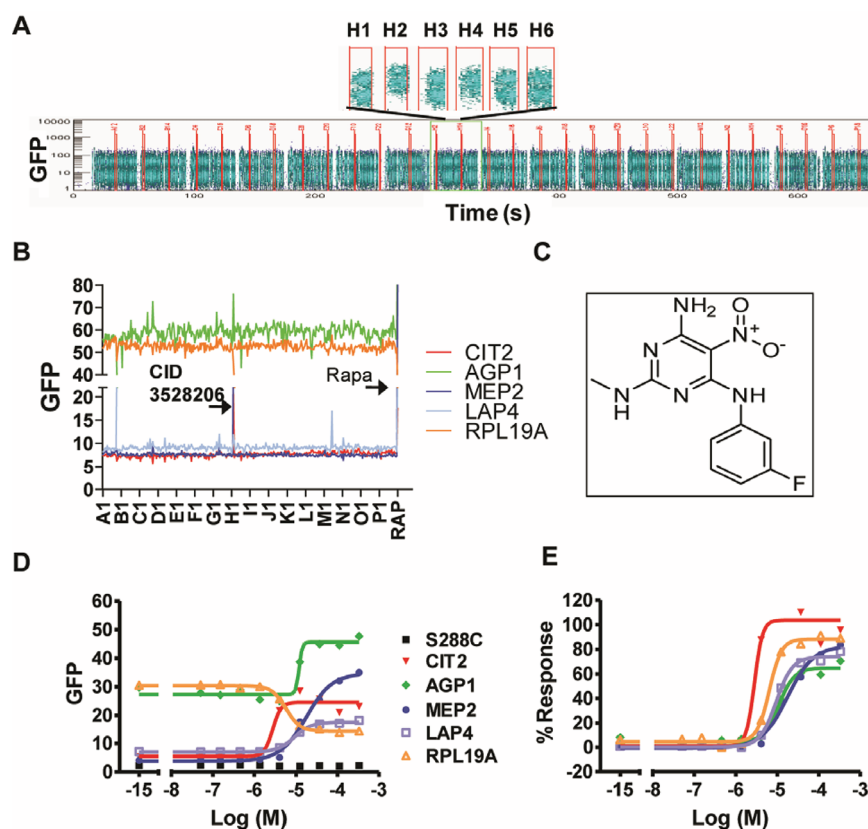 A
H1 H2 H3 H4 H5 H6
10000
1000
100
10
1
GFP
0
200
400
600
Time (s)
B
C
GFP
80
70
60
50
40
20
15
10
5
0
CID
3528206
Rapa
A1 B1 C1 D1 E1 F1 G1 H1 I1 J1 K1 L1 M1 N1 O1 P1 RAP
CIT2
AGP1
MEP2
LAP4
RPL19A
NH2
O
N+
O-
N
N
N
H
NH
F
D
E
GFP
60
50
40
30
20
10
0
-15 -8 -7 -6 -5 -4 -3
Log (M)
S288C
CIT2
AGP1
MEP2
LAP4
RPL19A
% Response
120
100
80
60
40
20
0
-20
-15 -8 -7 -6 -5 -4 -3
Log (M)